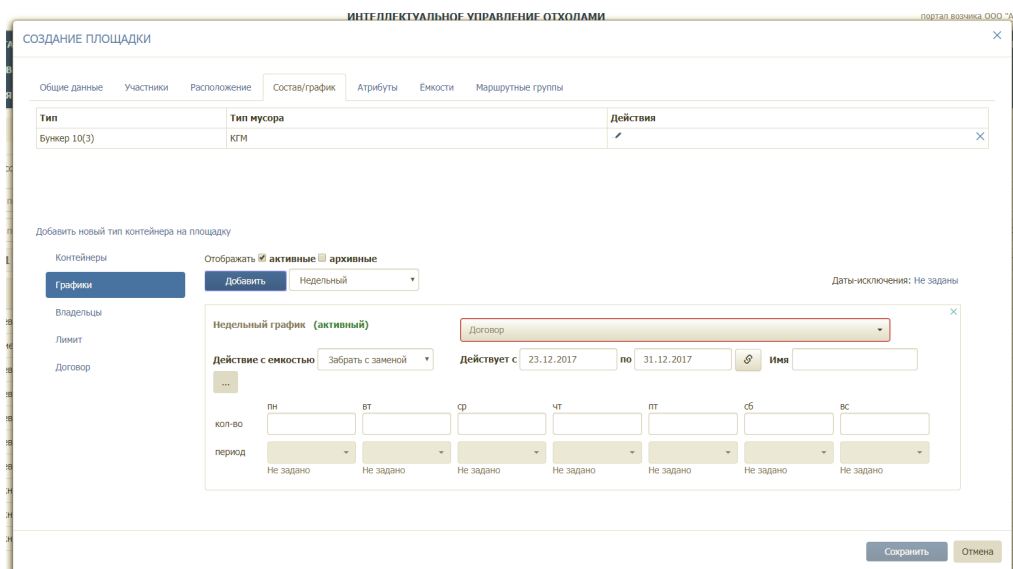 ИНТЕЛЛЕКТУАЛЬНОЕ УПРАВЛЕНИЕ ОТХОДАМИ
портал возчика ООО "А
СОЗДАНИЕ ПЛОЩАДКИ
Общие данные Участники Расположение Состав/график Атрибуты Ёмкости Маршрутные группы
Тип Тип мусора Действия
Бункер 10(3) КГМ
Добавить новый тип контейнера на площадку
Контейнеры
Графики
Владельцы
Лимит
Договор
Отображать активные архивные
Добавить Недельный
Даты-исключения: Не заданы
Недельный график (активный) Договор
Действие с емкостью Забрать с заменой Действует с 23.12.2017 по 31.12.2017 Имя
...
пн вт ср чт пт сб вс
кол-во
период
Не задано Не задано Не задано Не задано Не задано Не задано Не задано
Сохранить Отмена